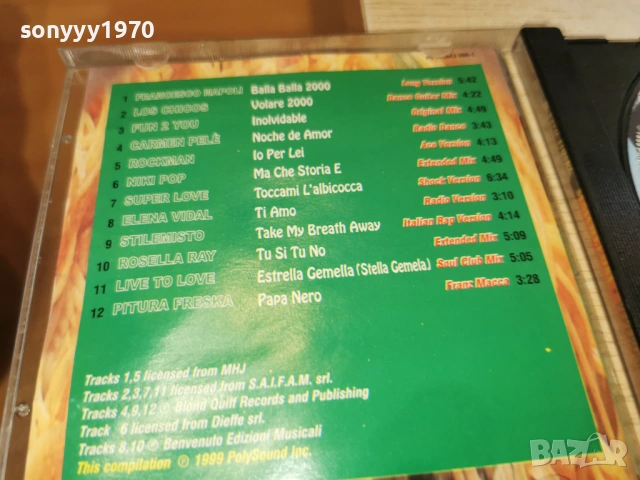 sonyyy1970
1 FRANCESCO NAPOLI Balla Balla 2000 Long Version 5:42
2 LOS CHICOS Volare 2000 Dance Guitar Mix 4:22
3 FUN 2 YOU Inolvidable Original Mix 4:49
4 CARMEN PELÈ Noche de Amor Radio Dance 3:43
5 ROCKMAN Io Per Lei Ace Version 4:13
6 NIKI POP Ma Che Storia E Extended Mix 4:49
7 SUPER LOVE Toccami L'albicocca Shock Version 6:34
8 ELENA VIDAL Ti Amo Radio Version 3:10
9 STILEMISTO Take My Breath Away Italian Rap Version 4:14
10 ROSELLA RAY Tu Si Tu No Extended Mix 5:09
11 LIVE TO LOVE Estrella Gemella (Stella Gemela) Soul Club Mix 5:05
12 PITURA FRESKA Papa Nero Franz Macca 3:28
Tracks 1,5 licensed from MHJ
Tracks 2,3,7,11 licensed from S.A.I.F.A.M. srl.
Tracks 4,9,12 ℗ Blond Quiff Records and Publishing
Track 6 licensed from Dieffe srl.
Tracks 8,10 ℗ Benvenuto Edizioni Musicali
This compilation ℗ 1999 PolySound Inc.
bazar